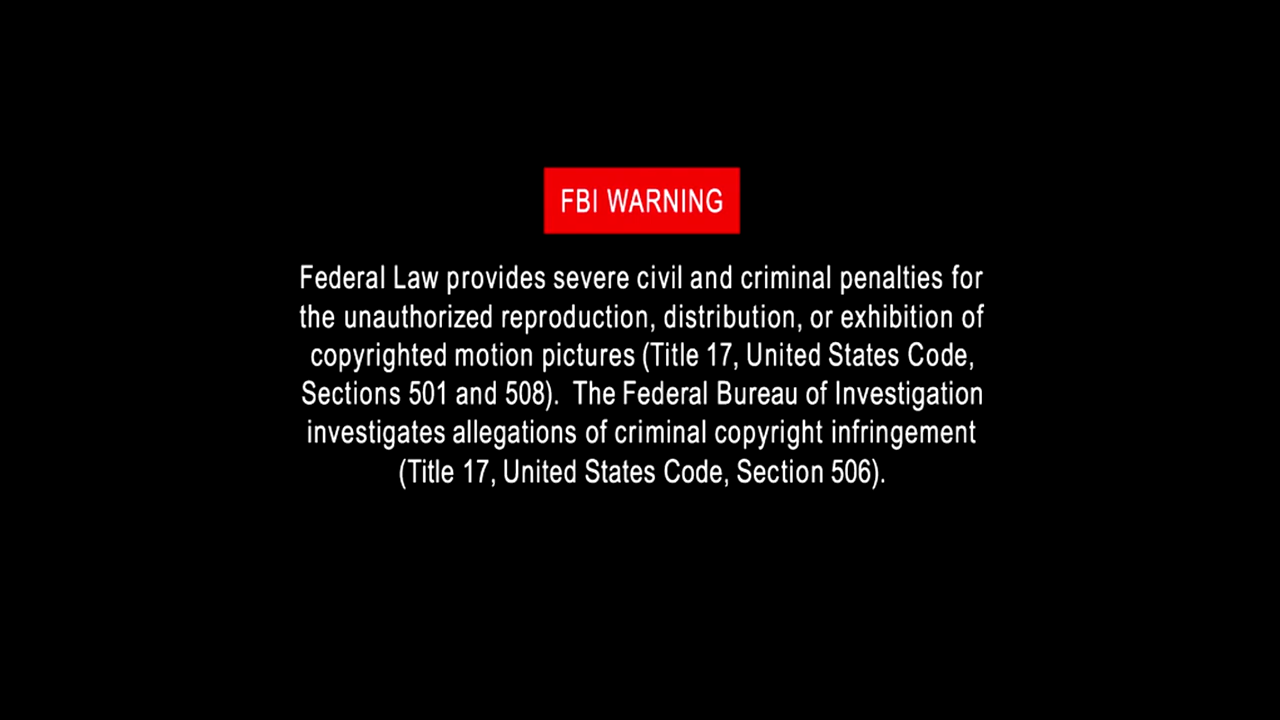 FBI WARNING
Federal Law provides severe civil and criminal penalties for
the unauthorized reproduction, distribution, or exhibition of
copyrighted motion pictures (Title 17, United States Code,
Sections 501 and 508).  The Federal Bureau of Investigation
investigates allegations of criminal copyright infringement
(Title 17, United States Code, Section 506).